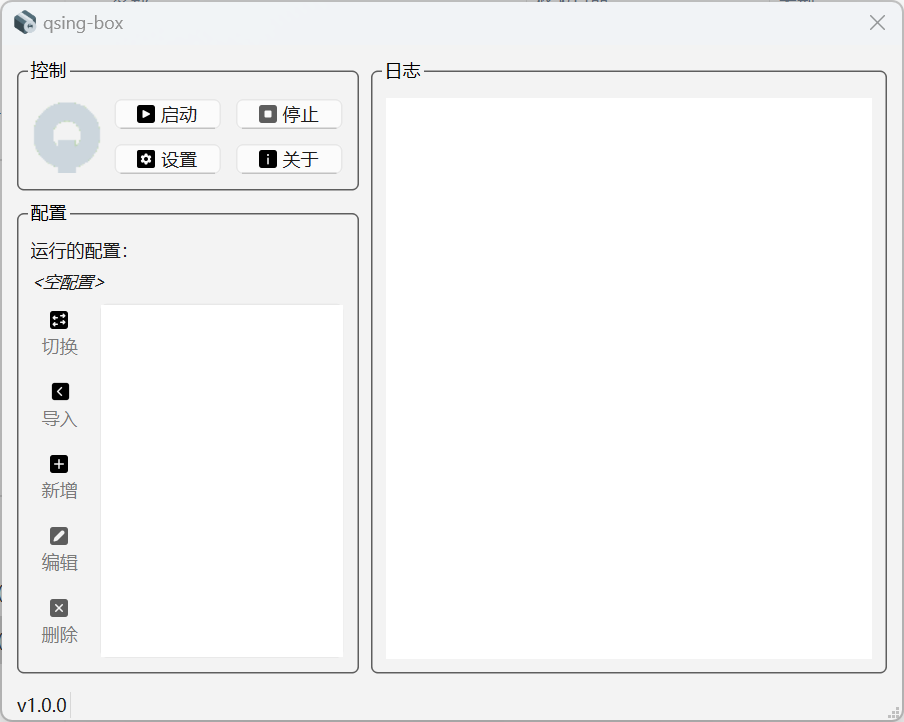 qsing-box
控制
启动
停止
设置
关于
配置
运行的配置：
<空配置>
切换
导入
新增
编辑
删除
日志
v1.0.0